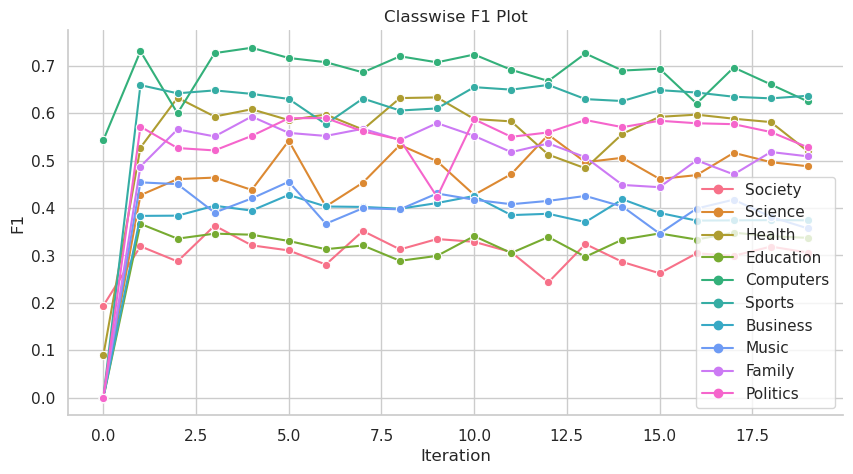 Classwise F1 Plot
F1
0.7
0.6
0.5
0.4
0.3
0.2
0.1
0.0
0.0 2.5 5.0 7.5 10.0 12.5 15.0 17.5
Iteration
Society
Science
Health
Education
Computers
Sports
Business
Music
Family
Politics